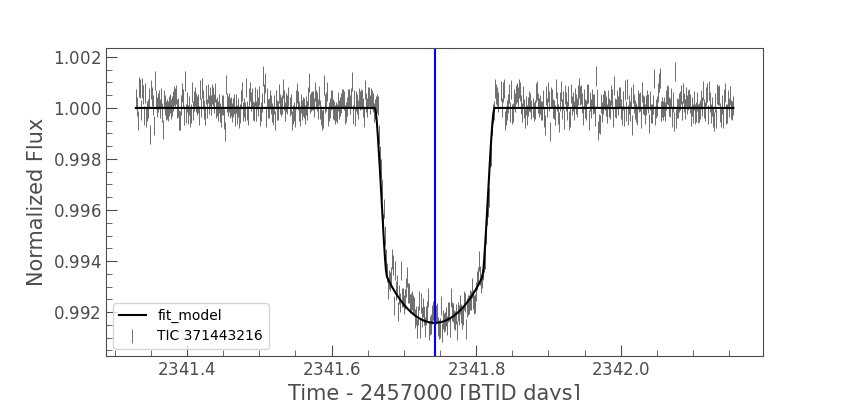 1.002
1.000
0.998
0.996
0.994
0.992
Normalized Flux
fit_model
TIC 371443216
2341.4 2341.6 2341.8 2342.0
Time - 2457000 [BTJD days]